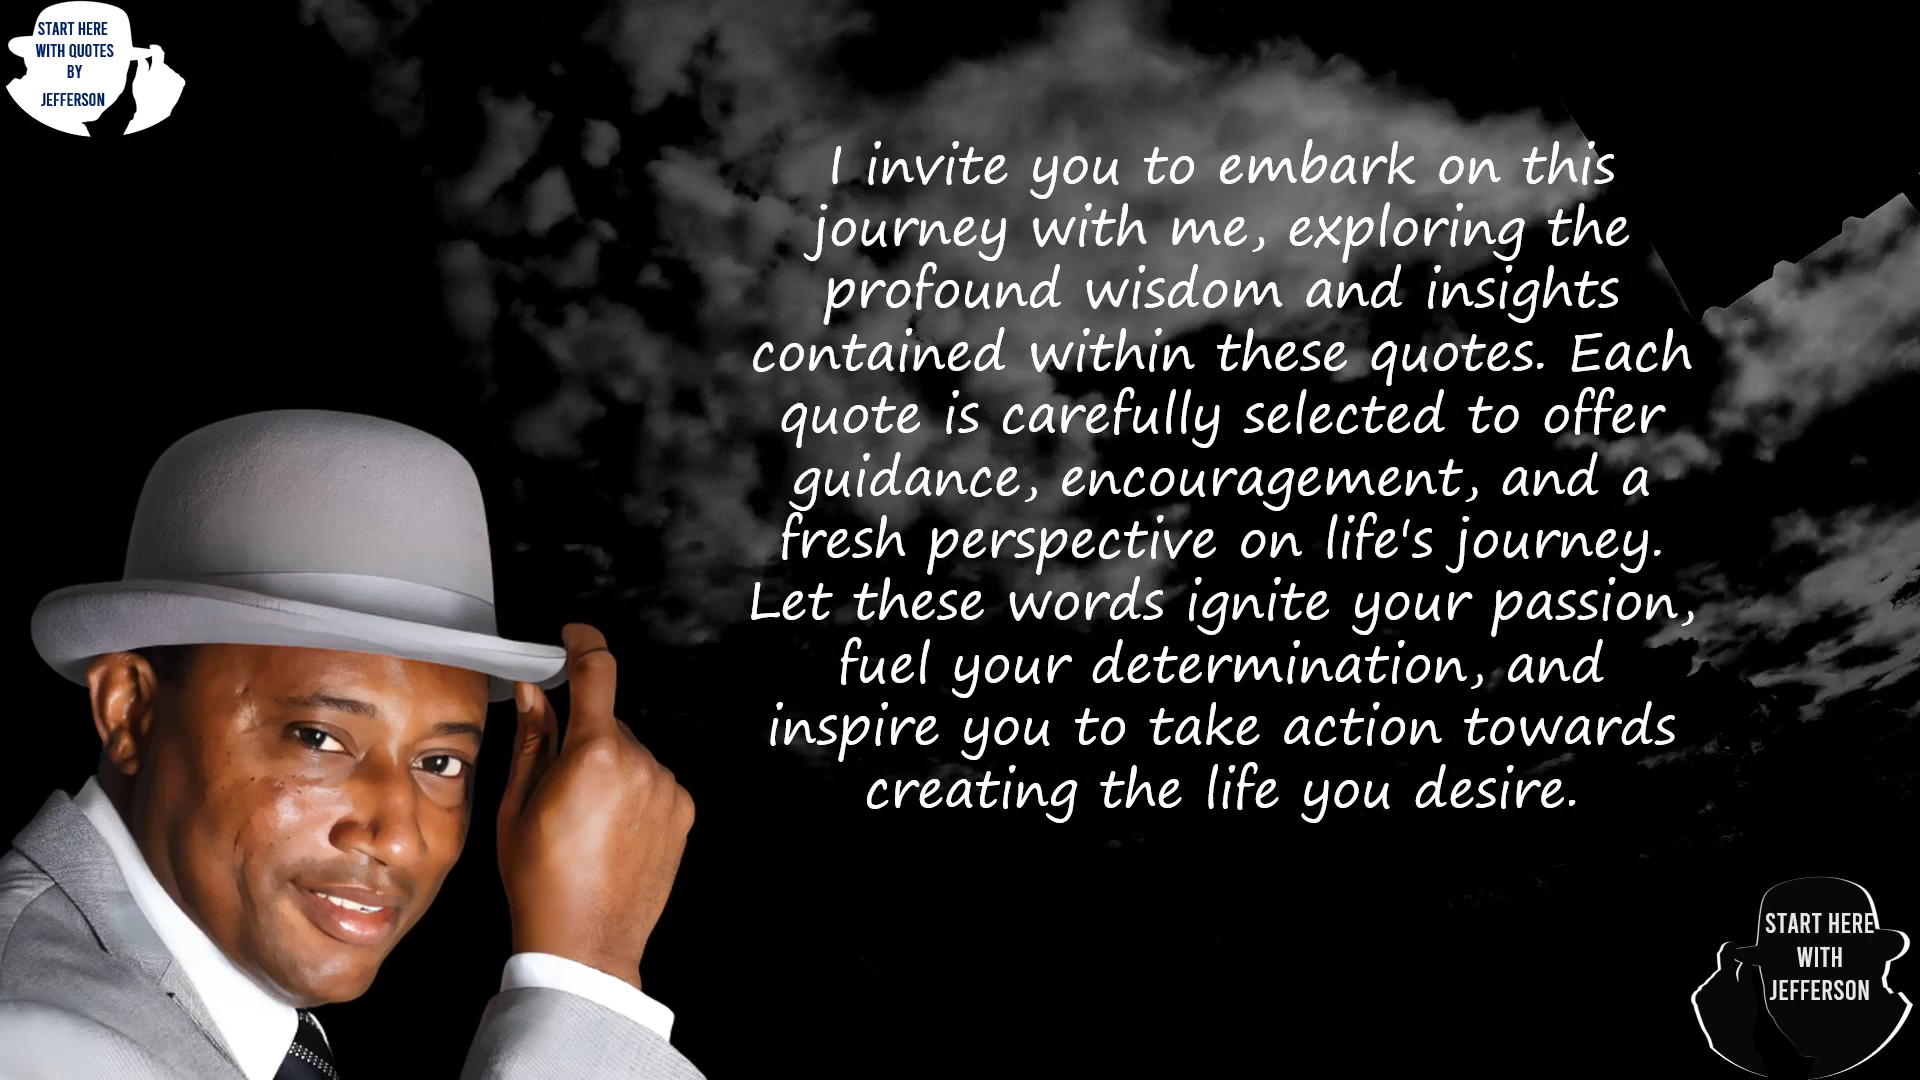 START HERE
WITH QUOTES
BY
JEFFERSON
I invite you to embark on this
journey with me, exploring the
profound wisdom and insights
contained within these quotes. Each
quote is carefully selected to offer
guidance, encouragement, and a
fresh perspective on life's journey.
Let these words ignite your passion,
fuel your determination, and
inspire you to take action towards
creating the life you desire.
START HERE
WITH
JEFFERSON